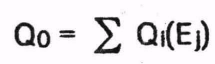 Q₀ = ∑ Qᵢ(Eⱼ)